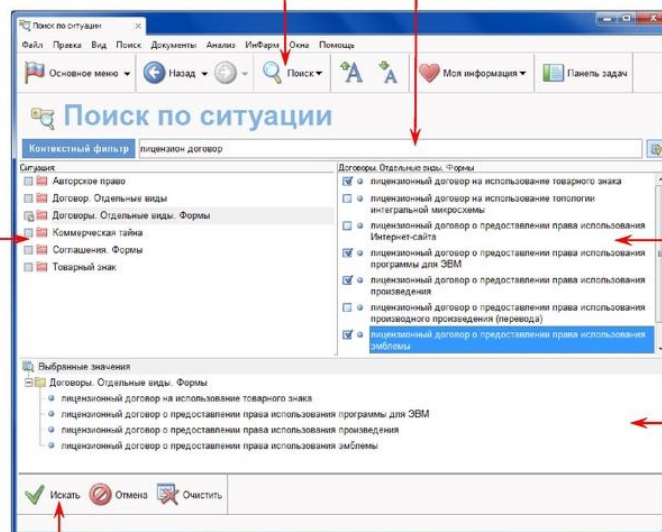 Поиск по ситуации
Файл Правка Вид Поиск Документы Анализ ИнФарм Окна Помощь
Основное меню Назад Поиск А А Моя информация Панель задач
Поиск по ситуации
Контекстный фильтр лицензион договор
Ситуация
Авторское право
Договор. Отдельные виды
Договоры. Отдельные виды. Формы
Коммерческая тайна
Соглашения. Формы
Товарный знак
Договоры. Отдельные виды. Формы
лицензионный договор на использование товарного знака
лицензионный договор на использование топологии
интегральной микросхемы
лицензионный договор о предоставлении права использования
Интернет-сайта
лицензионный договор о предоставлении права использования
программы для ЭВМ
лицензионный договор о предоставлении права использования
произведения
лицензионный договор о предоставлении права использования
производного произведения (перевода)
лицензионный договор о предоставлении права использования
эмблемы
Выбранные значения
Договоры. Отдельные виды. Формы
лицензионный договор на использование товарного знака
лицензионный договор о предоставлении права использования программы для ЭВМ
лицензионный договор о предоставлении права использования произведения
лицензионный договор о предоставлении права использования эмблемы
Искать Отмена Очистить